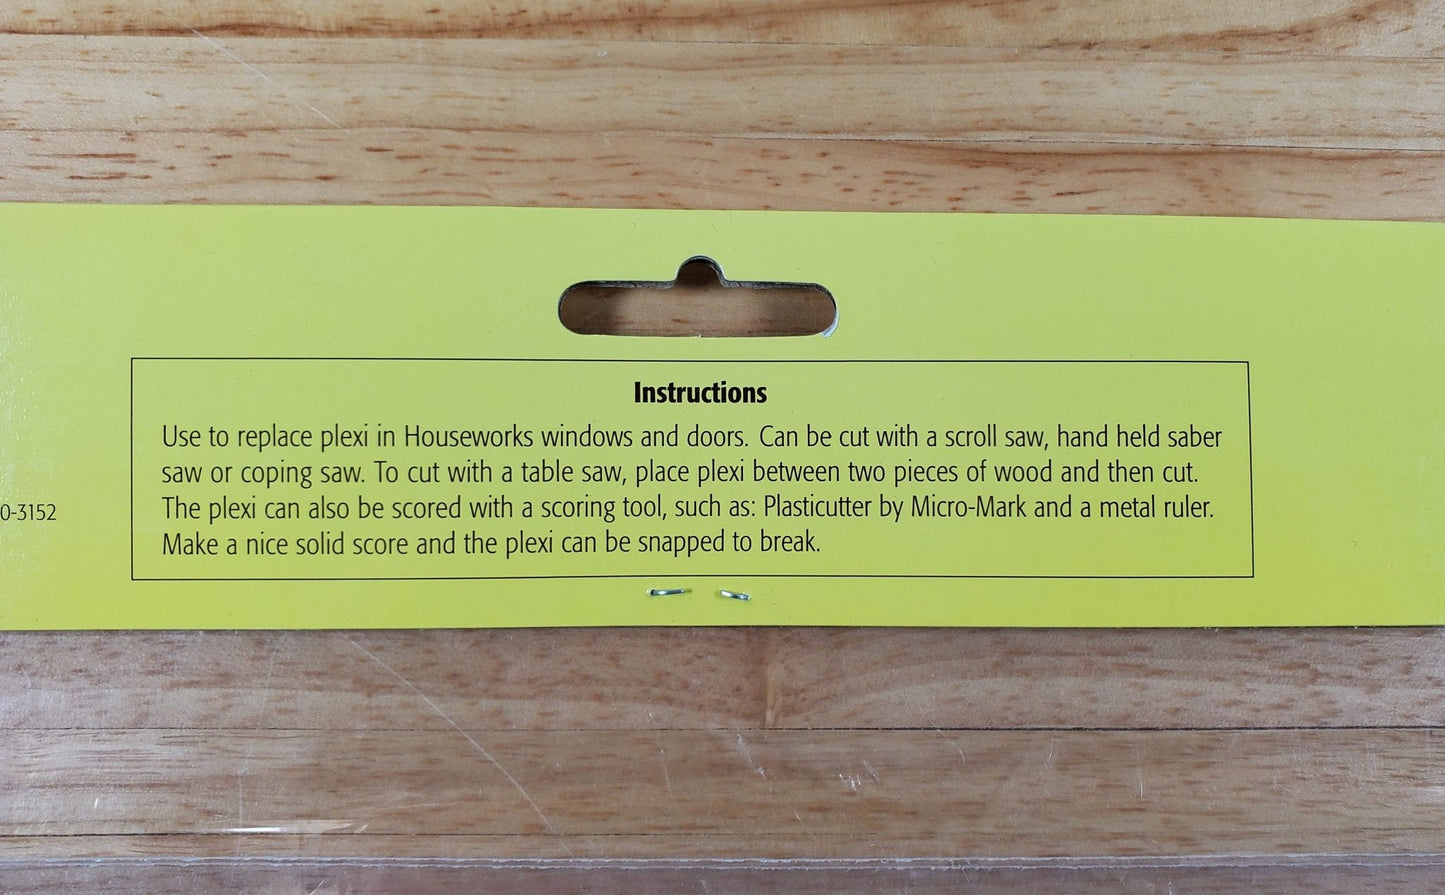 Instructions
Use to replace plexi in Houseworks windows and doors. Can be cut with a scroll saw, hand held saber
saw or coping saw. To cut with a table saw, place plexi between two pieces of wood and then cut.
The plexi can also be scored with a scoring tool, such as: Plasticutter by Micro-Mark and a metal ruler.
Make a nice solid score and the plexi can be snapped to break.
0-3152